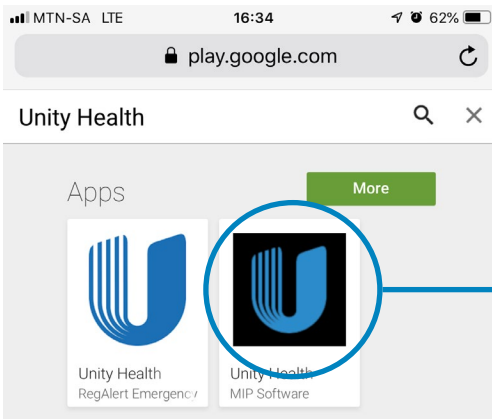 MTN-SA LTE 16:34 62%
play.google.com
Unity Health
Apps More
Unity Health Unity Health
RegAlert Emergency MIP Software